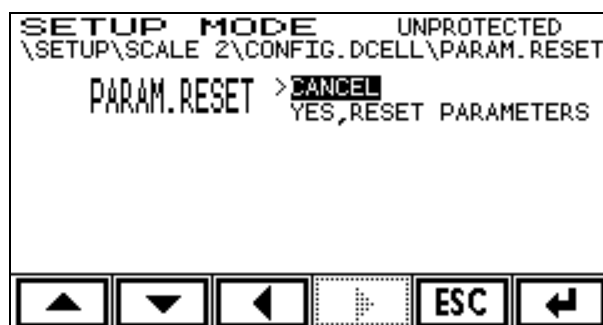 SETUP MODE UNPROTECTED
\SETUP\SCALE 2\CONFIG.DCELL\PARAM.RESET
PARAM.RESET >CANCEL
YES,RESET PARAMETERS
ESC